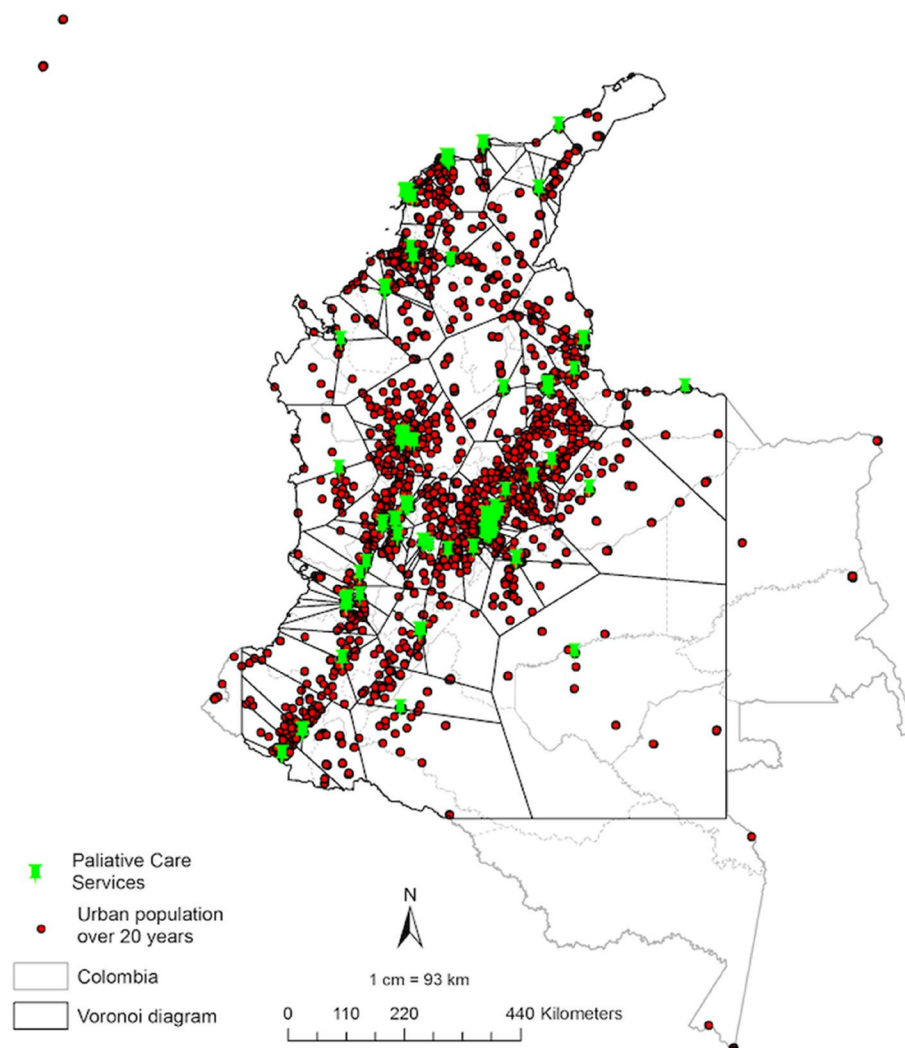 Paliative Care
Services
Urban population
over 20 years
Colombia
Voronoi diagram
N
1 cm = 93 km
0 110 220 440 Kilometers